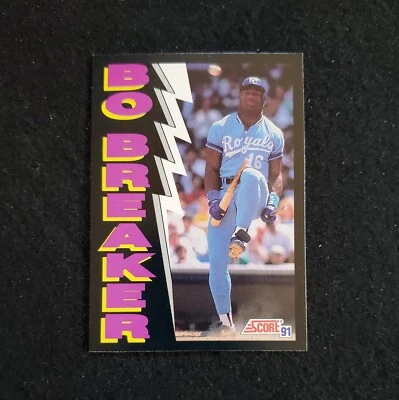 BO BREAKER
Royals
16
SCORE 91